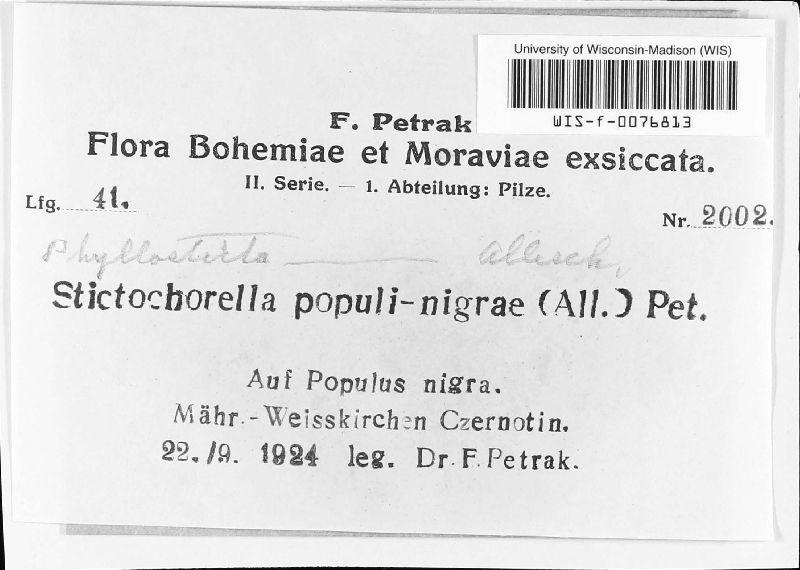 University of Wisconsin-Madison (WIS)
WIS-f-0076813
F. Petrak
Flora Bohemiae et Moraviae exsiccata.
II. Serie. — 1. Abteilung: Pilze.
Lfg. 41.
Nr. 2002.
Phyllosticta ——— Allesch.
Stictochorella populi-nigrae (All.) Pet.
Auf Populus nigra.
Mähr.-Weisskirchen Czernotin.
22./9. 1924 leg. Dr. F. Petrak.